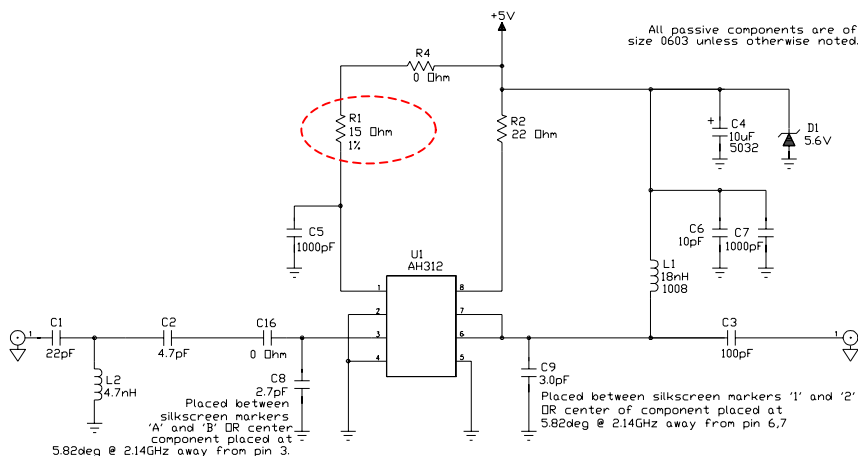 +5V
All passive components are of
size 0603 unless otherwise noted.
R4
0 Ohm
R1
15 Ohm
1%
R2
22 Ohm
+
C4
10uF
5032
D1
5.6V
C5
1000pF
C6
10pF
C7
1000pF
U1
AH312
L1
18nH
1008
1
2
3
4
8
7
6
5
1
C1
22pF
C2
4.7pF
C16
0 Ohm
C3
100pF
1
L2
4.7nH
C8
2.7pF
C9
3.0pF
Placed between
silkscreen markers
'A' and 'B' OR center
component placed at
5.82deg @ 2.14GHz away from pin 3.
Placed between silkscreen markers '1' and '2'
OR center of component placed at
5.82deg @ 2.14GHz away from pin 6,7